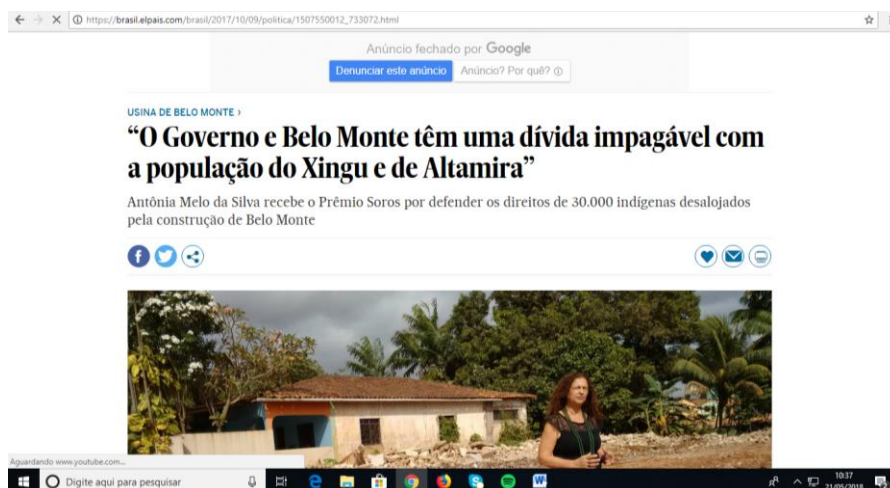 https://brasil.elpais.com/brasil/2017/10/09/politica/1507550012_733072.html
Anúncio fechado por Google
Denunciar este anúncio
Anúncio? Por quê?
USINA DE BELO MONTE ›
“O Governo e Belo Monte têm uma dívida impagável com
a população do Xingu e de Altamira”
Antônia Melo da Silva recebe o Prêmio Soros por defender os direitos de 30.000 indígenas desalojados
pela construção de Belo Monte
Aguardando www.youtube.com...
Digite aqui para pesquisar
10:37
21/05/2018